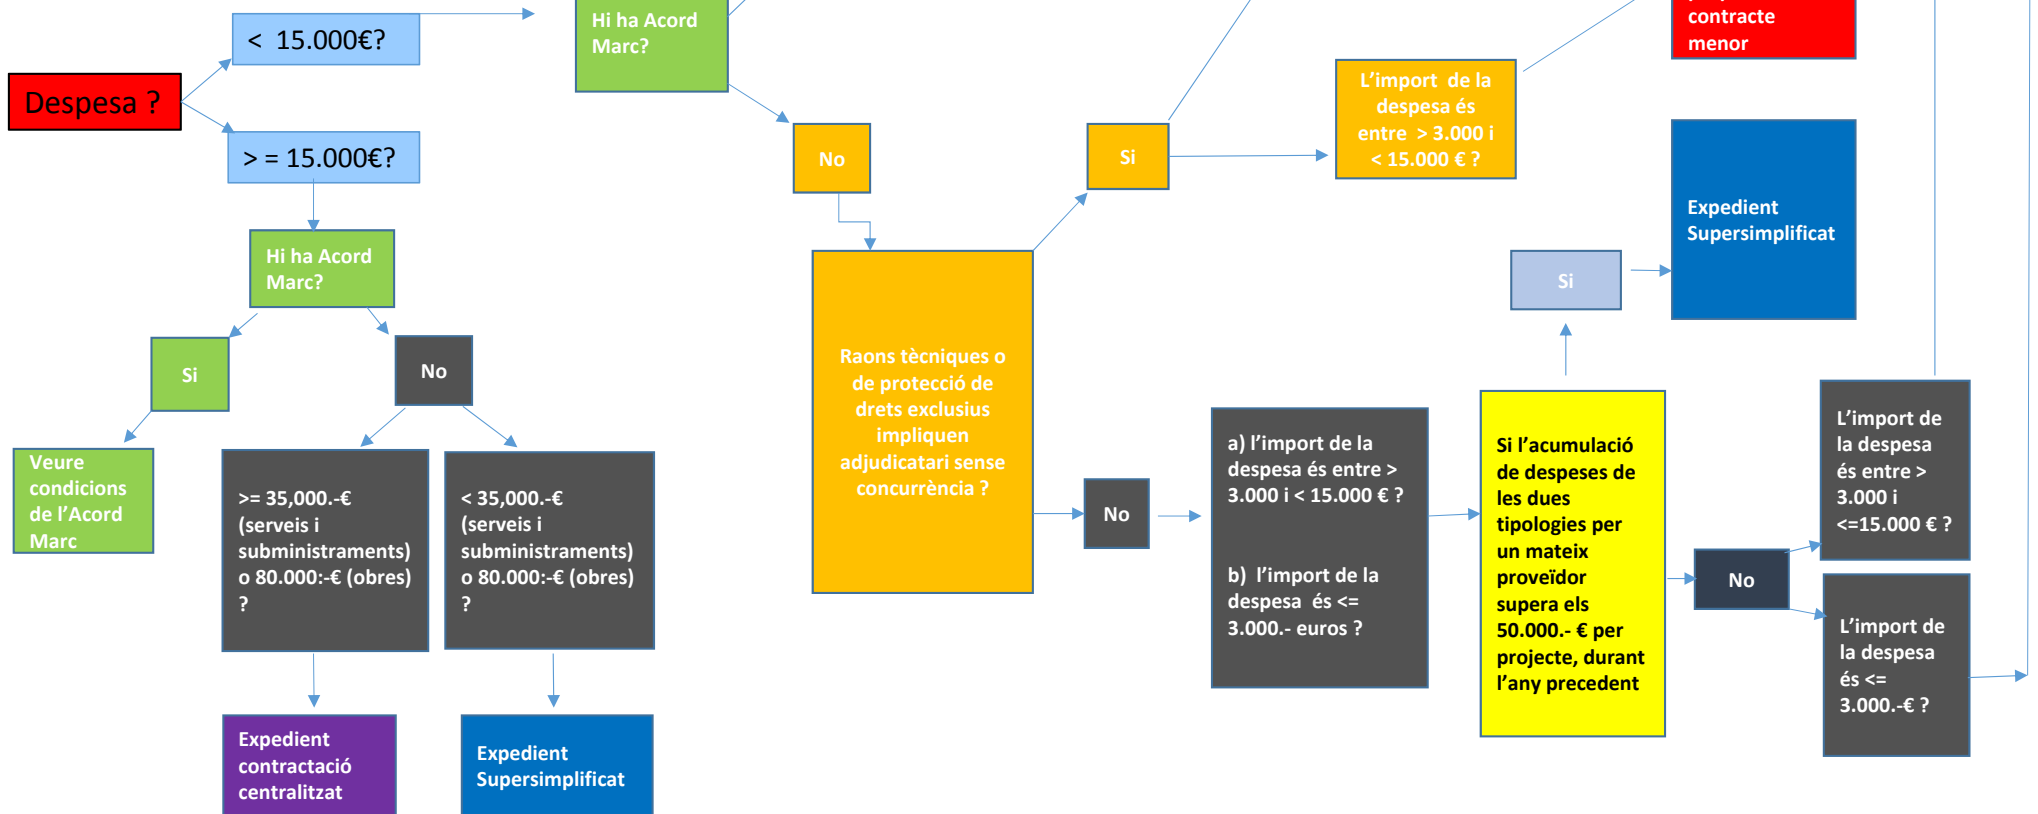 < 15.000€?
Hi ha Acord
Marc?
contracte
menor
Despesa ?
> = 15.000€?
No
Si
L’import de la
despesa és
entre > 3.000 i
< 15.000 € ?
Expedient
Supersimplificat
Si
Hi ha Acord
Marc?
Si
No
Veure
condicions
de l’Acord
Marc
>= 35,000.-€
(serveis i
subministraments)
o 80.000:-€ (obres)
?
< 35,000.-€
(serveis i
subministraments)
o 80.000:-€ (obres)
?
Expedient
contractació
centralitzat
Expedient
Supersimplificat
Raons tècniques o
de protecció de
drets exclusius
impliquen
adjudicatari sense
concurrència ?
No
a) l’import de la
despesa és entre >
3.000 i < 15.000 € ?
b) l’import de la
despesa és <=
3.000.- euros ?
Si l’acumulació
de despeses de
les dues
tipologies per
un mateix
proveïdor
supera els
50.000.- € per
projecte, durant
l’any precedent
No
L’import de
la despesa
és entre >
3.000 i
<=15.000 € ?
L’import de
la despesa
és <=
3.000.-€ ?